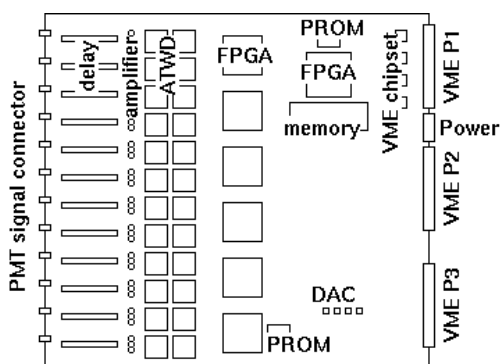 PMT signal connector
delay
amplifier
ATWD
FPGA
PROM
FPGA
memory
VME chipset
VME P1
Power
VME P2
VME P3
DAC
PROM